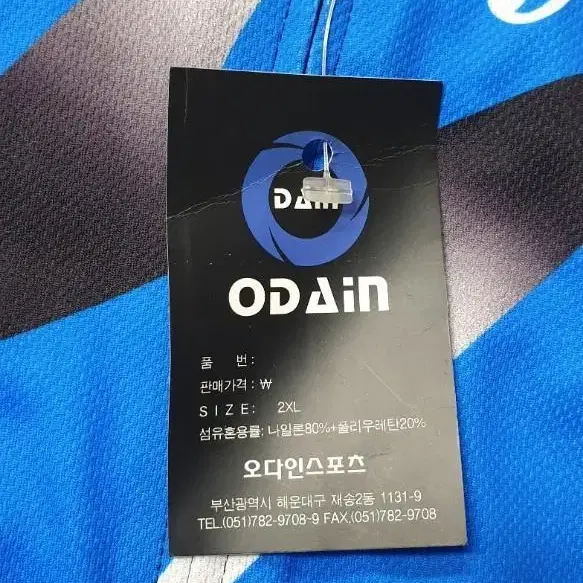 DAin
ODAin
품 번 :
판매가격 : ₩
SIZE: 2XL
섬유혼용률: 나일론80%+폴리우레탄20%
오다인스포츠
부산광역시 해운대구 재송2동 1131-9
TEL.(051)782-9708-9 FAX.(051)782-9708